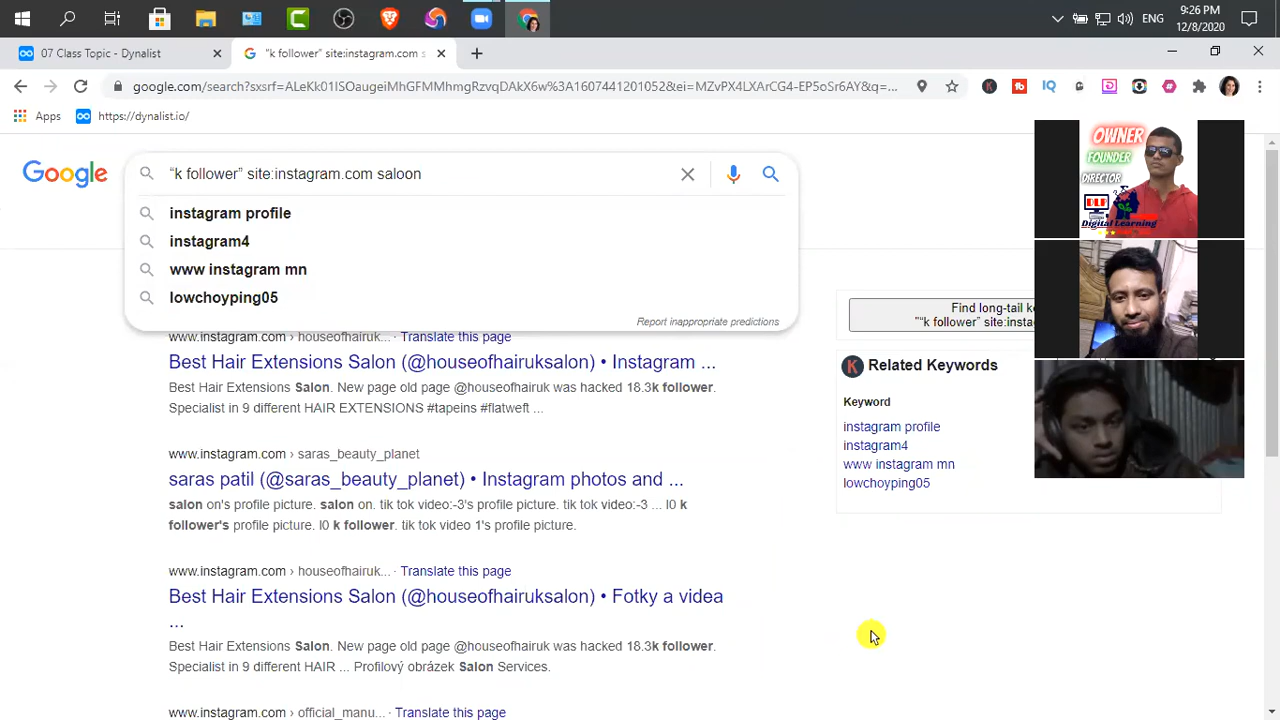 9:26 PM
ENG
12/8/2020
07 Class Topic - Dynalist
"k follower" site:instagram.com s
google.com/search?sxsrf=ALeKk01lSOaugeiMhGFMMhmgRzvqDAkX6w%3A1607441201052&ei=MZvPX4LXArCG4-EP5oSr6AY&q=...
Apps
https://dynalist.io/
Google
"k follower" site:instagram.com saloon
instagram profile
instagram4
www instagram mn
lowchoyping05
Report inappropriate predictions
www.instagram.com › houseofhairuk... · Translate this page
Best Hair Extensions Salon (@houseofhairuksalon) • Instagram ...
Best Hair Extensions Salon. New page old page @houseofhairuk was hacked 18.3k follower.
Specialist in 9 different HAIR EXTENSIONS #tapeins #flatweft ...
www.instagram.com › saras_beauty_planet
saras patil (@saras_beauty_planet) • Instagram photos and ...
salon on's profile picture. salon on. tik tok video:-3's profile picture. tik tok video:-3 ... l0 k
follower's profile picture. l0 k follower. tik tok video 1's profile picture.
www.instagram.com › houseofhairuk... · Translate this page
Best Hair Extensions Salon (@houseofhairuksalon) • Fotky a videa
...
Best Hair Extensions Salon. New page old page @houseofhairuk was hacked 18.3k follower.
Specialist in 9 different HAIR ... Profilový obrázek Salon Services.
www.instagram.com › official_manu... · Translate this page
Find long-tail ke
""k follower" site:insta
K
Related Keywords
Keyword
instagram profile
instagram4
www instagram mn
lowchoyping05
OWNER
FOUNDER
DIRECTOR
DLF
Digital Learning